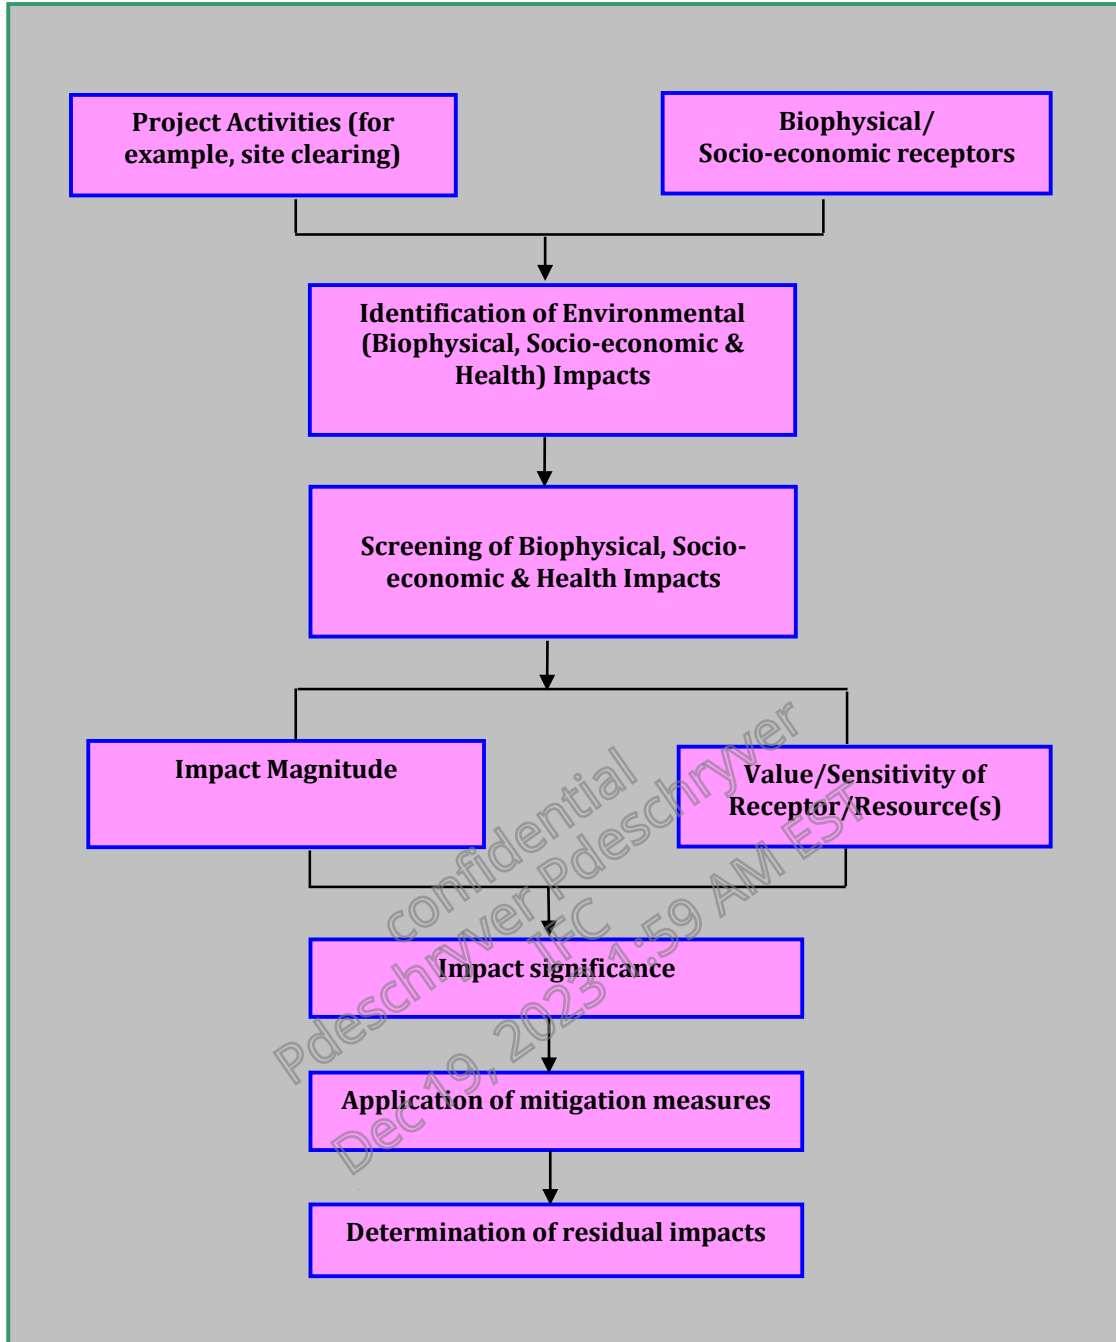 Project Activities (for
example, site clearing)
Biophysical/
Socio-economic receptors
Identification of Environmental
(Biophysical, Socio-economic &
Health) Impacts
Screening of Biophysical, Socio-
economic & Health Impacts
Impact Magnitude
Value/Sensitivity of
Receptor/Resource(s)
confidential
Pdeschryver Pdeschryver
IFC
Dec 19, 2023 1:59 AM EST
Impact significance
Application of mitigation measures
Determination of residual impacts